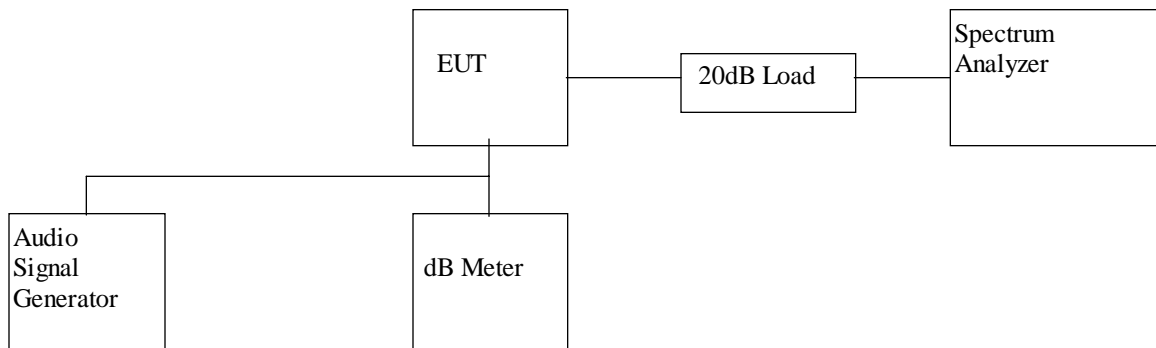 EUT
20dB Load
Spectrum
Analyzer
Audio
Signal
Generator
dB Meter